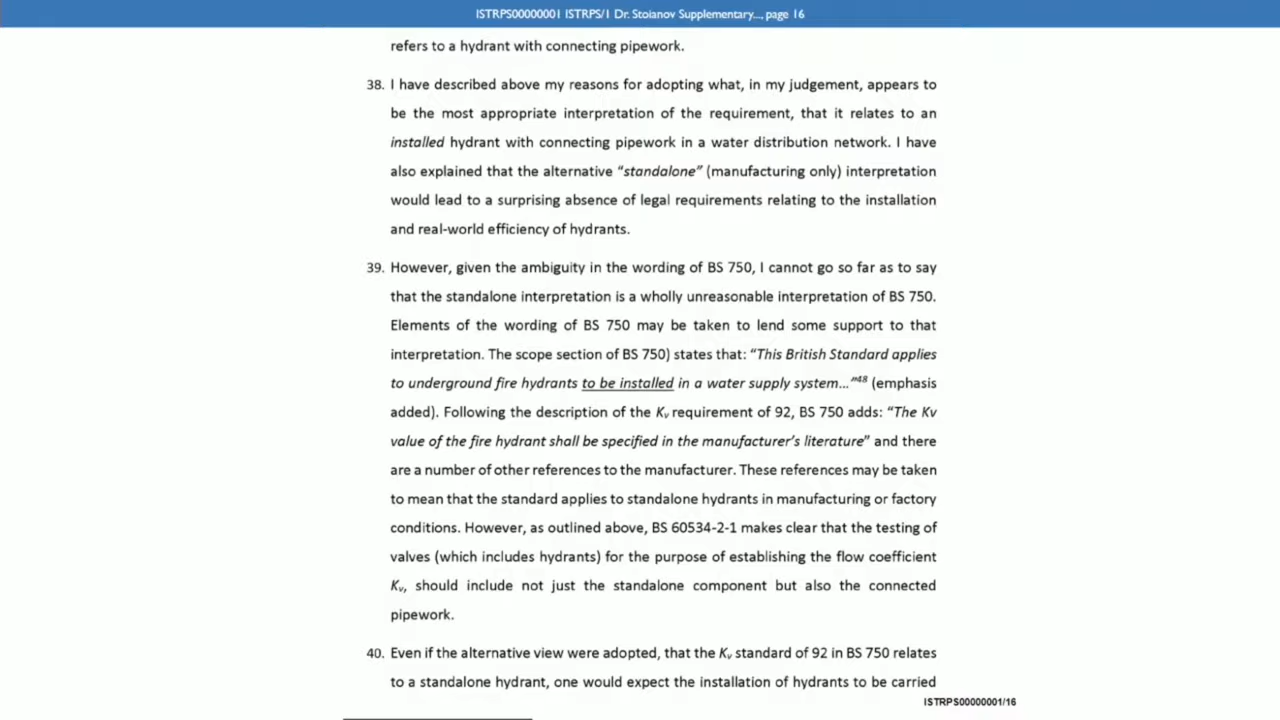 ISTRPS00000001 ISTRPS/1 Dr. Stoianov Supplementary..., page 16
refers to a hydrant with connecting pipework.
38. I have described above my reasons for adopting what, in my judgement, appears to
be the most appropriate interpretation of the requirement, that it relates to an
installed hydrant with connecting pipework in a water distribution network. I have
also explained that the alternative “standalone” (manufacturing only) interpretation
would lead to a surprising absence of legal requirements relating to the installation
and real-world efficiency of hydrants.
39. However, given the ambiguity in the wording of BS 750, I cannot go so far as to say
that the standalone interpretation is a wholly unreasonable interpretation of BS 750.
Elements of the wording of BS 750 may be taken to lend some support to that
interpretation. The scope section of BS 750) states that: “This British Standard applies
to underground fire hydrants to be installed in a water supply system...”48 (emphasis
added). Following the description of the Kv requirement of 92, BS 750 adds: “The Kv
value of the fire hydrant shall be specified in the manufacturer’s literature” and there
are a number of other references to the manufacturer. These references may be taken
to mean that the standard applies to standalone hydrants in manufacturing or factory
conditions. However, as outlined above, BS 60534-2-1 makes clear that the testing of
valves (which includes hydrants) for the purpose of establishing the flow coefficient
Kv, should include not just the standalone component but also the connected
pipework.
40. Even if the alternative view were adopted, that the Kv standard of 92 in BS 750 relates
to a standalone hydrant, one would expect the installation of hydrants to be carried
ISTRPS00000001/16